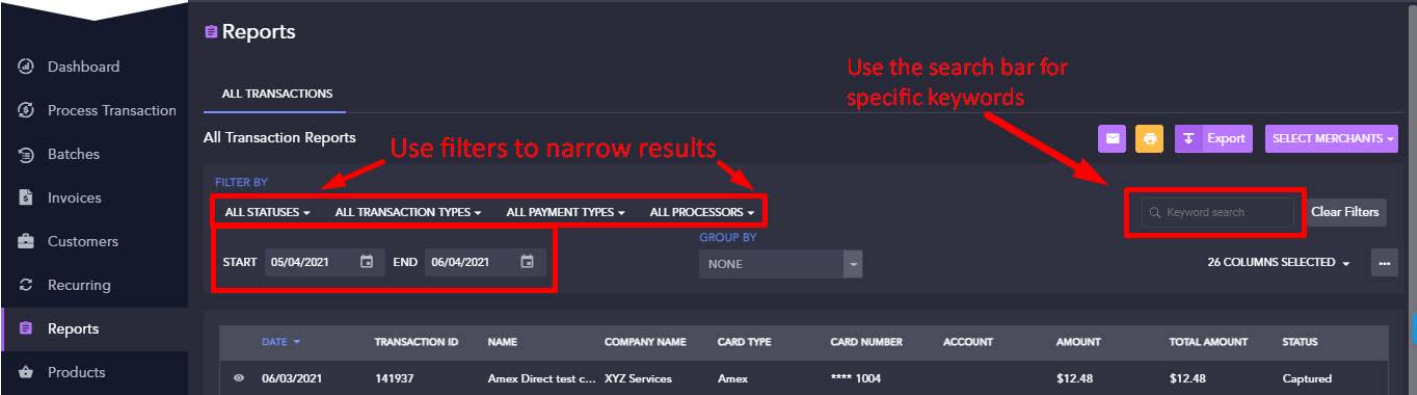 Reports
Use the search bar for
specific keywords
Dashboard
Process Transaction
ALL TRANSACTIONS
All Transaction Reports
Use filters to narrow results
Export
SELECT MERCHANTS
Batches
FILTER BY
Invoices
ALL STATUSES ALL TRANSACTION TYPES ALL PAYMENT TYPES ALL PROCESSORS
Keyword search
Clear Filters
Customers
GROUP BY
START 05/04/2021 END 06/04/2021
NONE
26 COLUMNS SELECTED
Recurring
Reports
DATE TRANSACTION ID NAME COMPANY NAME CARD TYPE CARD NUMBER ACCOUNT AMOUNT TOTAL AMOUNT STATUS
Products
06/03/2021 141937 Amex Direct test c... XYZ Services Amex **** 1004 $12.48 $12.48 Captured